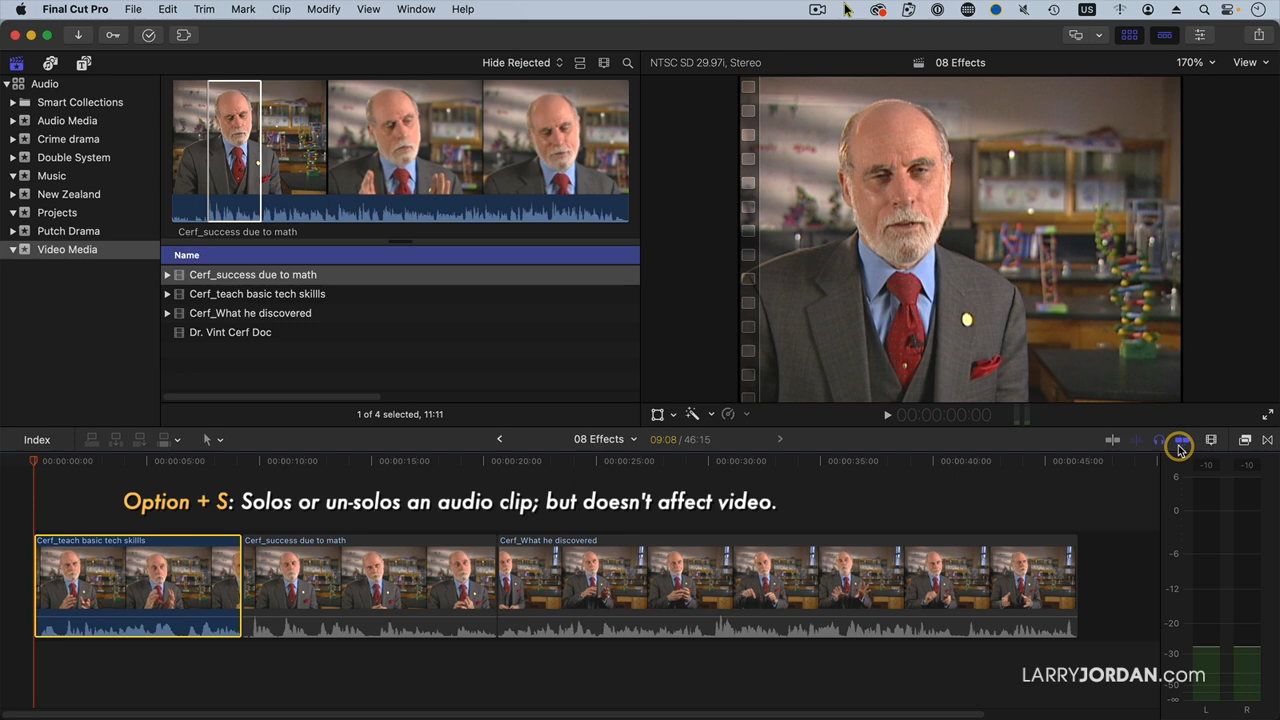 Final Cut Pro File Edit Trim Mark Clip Modify View Window Help US
Hide Rejected NTSC SD 29.97i, Stereo 08 Effects 170% View
Audio
Smart Collections
Audio Media
Crime drama
Double System
Music
New Zealand
Projects
Putch Drama
Video Media
Cerf_success due to math
Name
Cerf_success due to math
Cerf_teach basic tech skillls
Cerf_What he discovered
Dr. Vint Cerf Doc
1 of 4 selected, 11:11
00:00:00:00
Index 08 Effects 09:08 / 46:15
00:00:00:00 00:00:05:00 00:00:10:00 00:00:15:00 00:00:20:00 00:00:25:00 00:00:30:00 00:00:35:00 00:00:40:00 00:00:45:00
-10 -10
6
0
-6
-12
-20
-30
-50
-∞
L R
Option + S: Solos or un-solos an audio clip; but doesn't affect video.
Cerf_teach basic tech skillls Cerf_success due to math Cerf_What he discovered
LARRYJORDAN.com